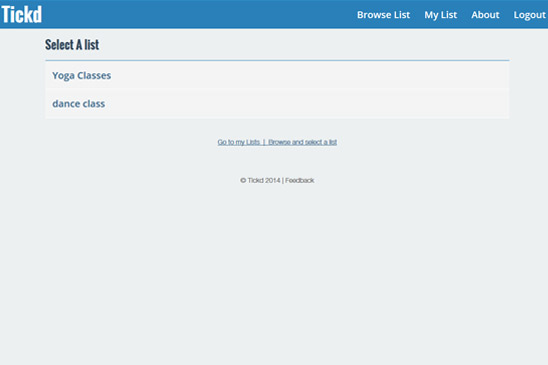 Tickd
Browse List My List About Logout
Select A list
Yoga Classes
dance class
Go to my Lists | Browse and select a list
© Tickd 2014 | Feedback